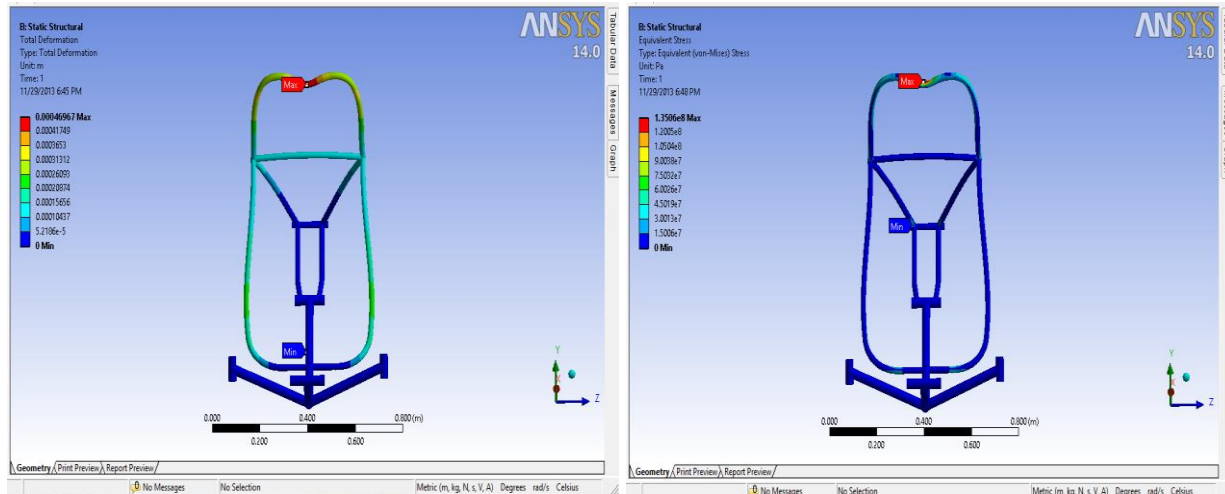 B: Static Structural
Total Deformation
Type: Total Deformation
Unit: m
Time: 1
11/29/2013 6:45 PM
0.00046967 Max
0.00041749
0.0003653
0.00031312
0.00026093
0.00020874
0.00015656
0.00010437
5.2186e-5
0 Min
ANSYS
14.0
Max
Min
Y
Z
0.000
0.400
0.800 (m)
0.200
0.600
Geometry
Print Preview
Report Preview
Tabular Data
Messages
Graph
0 No Messages
No Selection
Metric (m, kg, N, s, V, A) Degrees rad/s Celsius
B: Static Structural
Equivalent Stress
Type: Equivalent (von-Mises) Stress
Unit: Pa
Time: 1
11/29/2013 6:48 PM
1.3506e8 Max
1.2005e8
1.0504e8
9.0038e7
7.5032e7
6.0026e7
4.5019e7
3.0013e7
1.5006e7
0 Min
ANSYS
14.0
Max
Min
Y
Z
0.000
0.400
0.800 (m)
0.200
0.600
Geometry
Print Preview
Report Preview
0 No Messages
No Selection
Metric (m, kg, N, s, V, A) Degrees rad/s Celsius